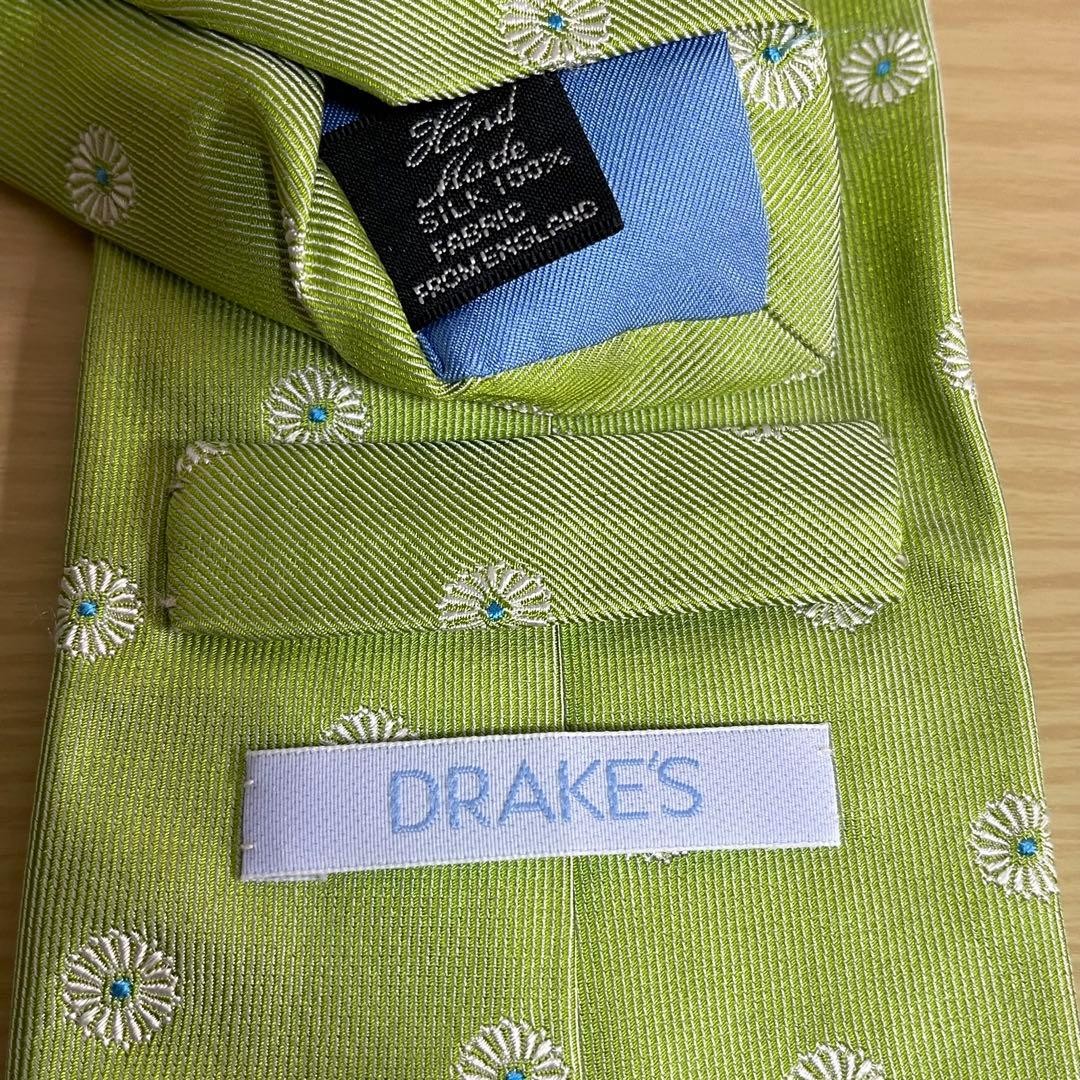 Hand
Made
SILK 100%
FABRIC
FROM ENGLAND
DRAKE'S